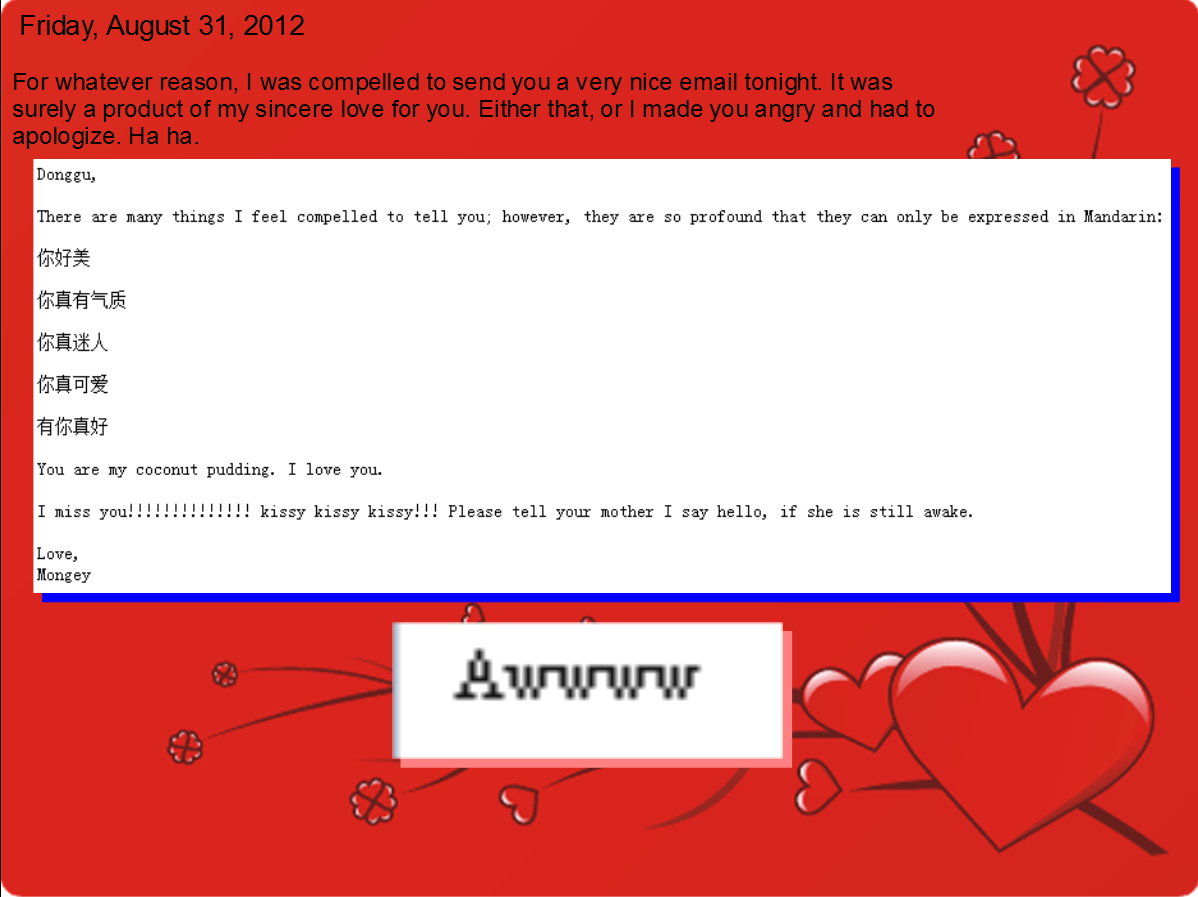 Friday, August 31, 2012
For whatever reason, I was compelled to send you a very nice email tonight. It was
surely a product of my sincere love for you. Either that, or I made you angry and had to
apologize. Ha ha.
Donggu,
There are many things I feel compelled to tell you; however, they are so profound that they can only be expressed in Mandarin:
你好美
你真有气质
你真迷人
你真可爱
有你真好
You are my coconut pudding. I love you.
I miss you!!!!!!!!!!!!!! kissy kissy kissy!!! Please tell your mother I say hello, if she is still awake.
Love,
Mongey
Awwww